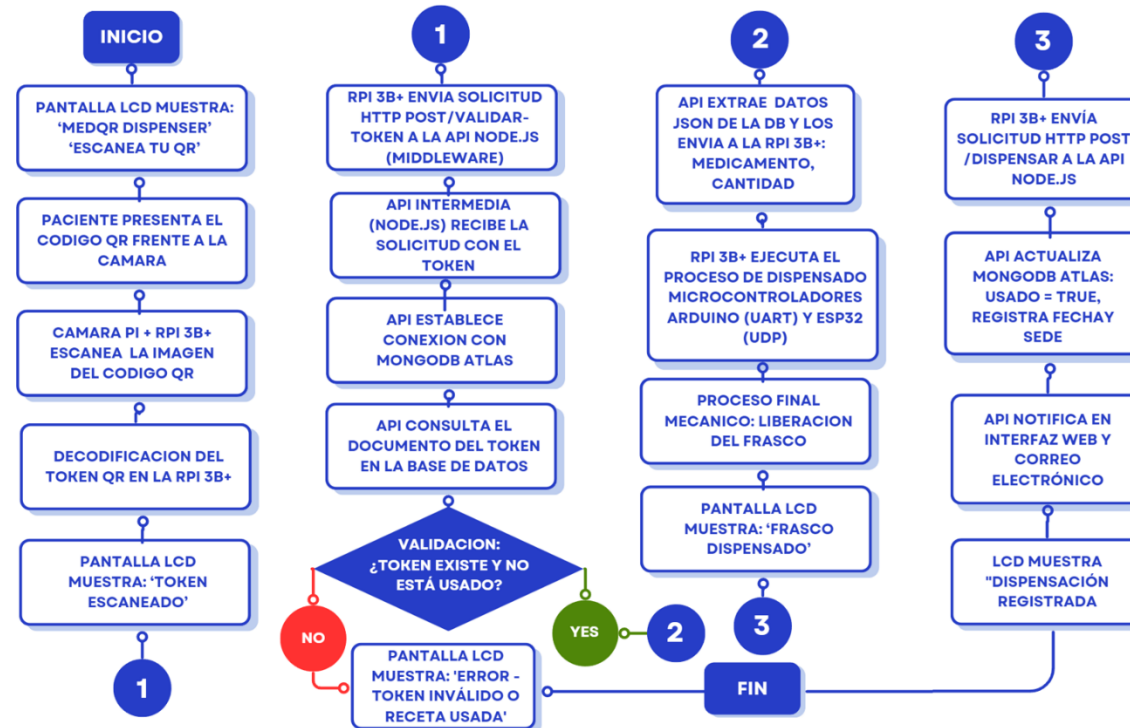 INICIO
PANTALLA LCD MUESTRA:
‘MEDQR DISPENSER’
‘ESCANEA TU QR’
PACIENTE PRESENTA EL
CODIGO QR FRENTE A LA
CAMARA
CAMARA PI + RPI 3B+
ESCANEA LA IMAGEN
DEL CODIGO QR
DECODIFICACION DEL
TOKEN QR EN LA RPI 3B+
PANTALLA LCD
MUESTRA: ‘TOKEN
ESCANEADO’
1
1
RPI 3B+ ENVIA SOLICITUD
HTTP POST/VALIDAR-
TOKEN A LA API NODE.JS
(MIDDLEWARE)
API INTERMEDIA
(NODE.JS) RECIBE LA
SOLICITUD CON EL
TOKEN
API ESTABLECE
CONEXION CON
MONGODB ATLAS
API CONSULTA EL
DOCUMENTO DEL TOKEN
EN LA BASE DE DATOS
VALIDACION:
¿TOKEN EXISTE Y NO
ESTÁ USADO?
NO
YES
2
PANTALLA LCD
MUESTRA: 'ERROR -
TOKEN INVÁLIDO O
RECETA USADA'
2
API EXTRAE DATOS
JSON DE LA DB Y LOS
ENVIA A LA RPI 3B+:
MEDICAMENTO,
CANTIDAD
RPI 3B+ EJECUTA EL
PROCESO DE DISPENSADO
MICROCONTROLADORES
ARDUINO (UART) Y ESP32
(UDP)
PROCESO FINAL
MECANICO: LIBERACION
DEL FRASCO
PANTALLA LCD
MUESTRA: ‘FRASCO
DISPENSADO’
3
3
RPI 3B+ ENVÍA
SOLICITUD HTTP POST
/DISPENSAR A LA API
NODE.JS
API ACTUALIZA
MONGODB ATLAS:
USADO = TRUE,
REGISTRA FECHAY
SEDE
API NOTIFICA EN
INTERFAZ WEB Y
CORREO
ELECTRÓNICO
LCD MUESTRA
"DISPENSACIÓN
REGISTRADA
FIN